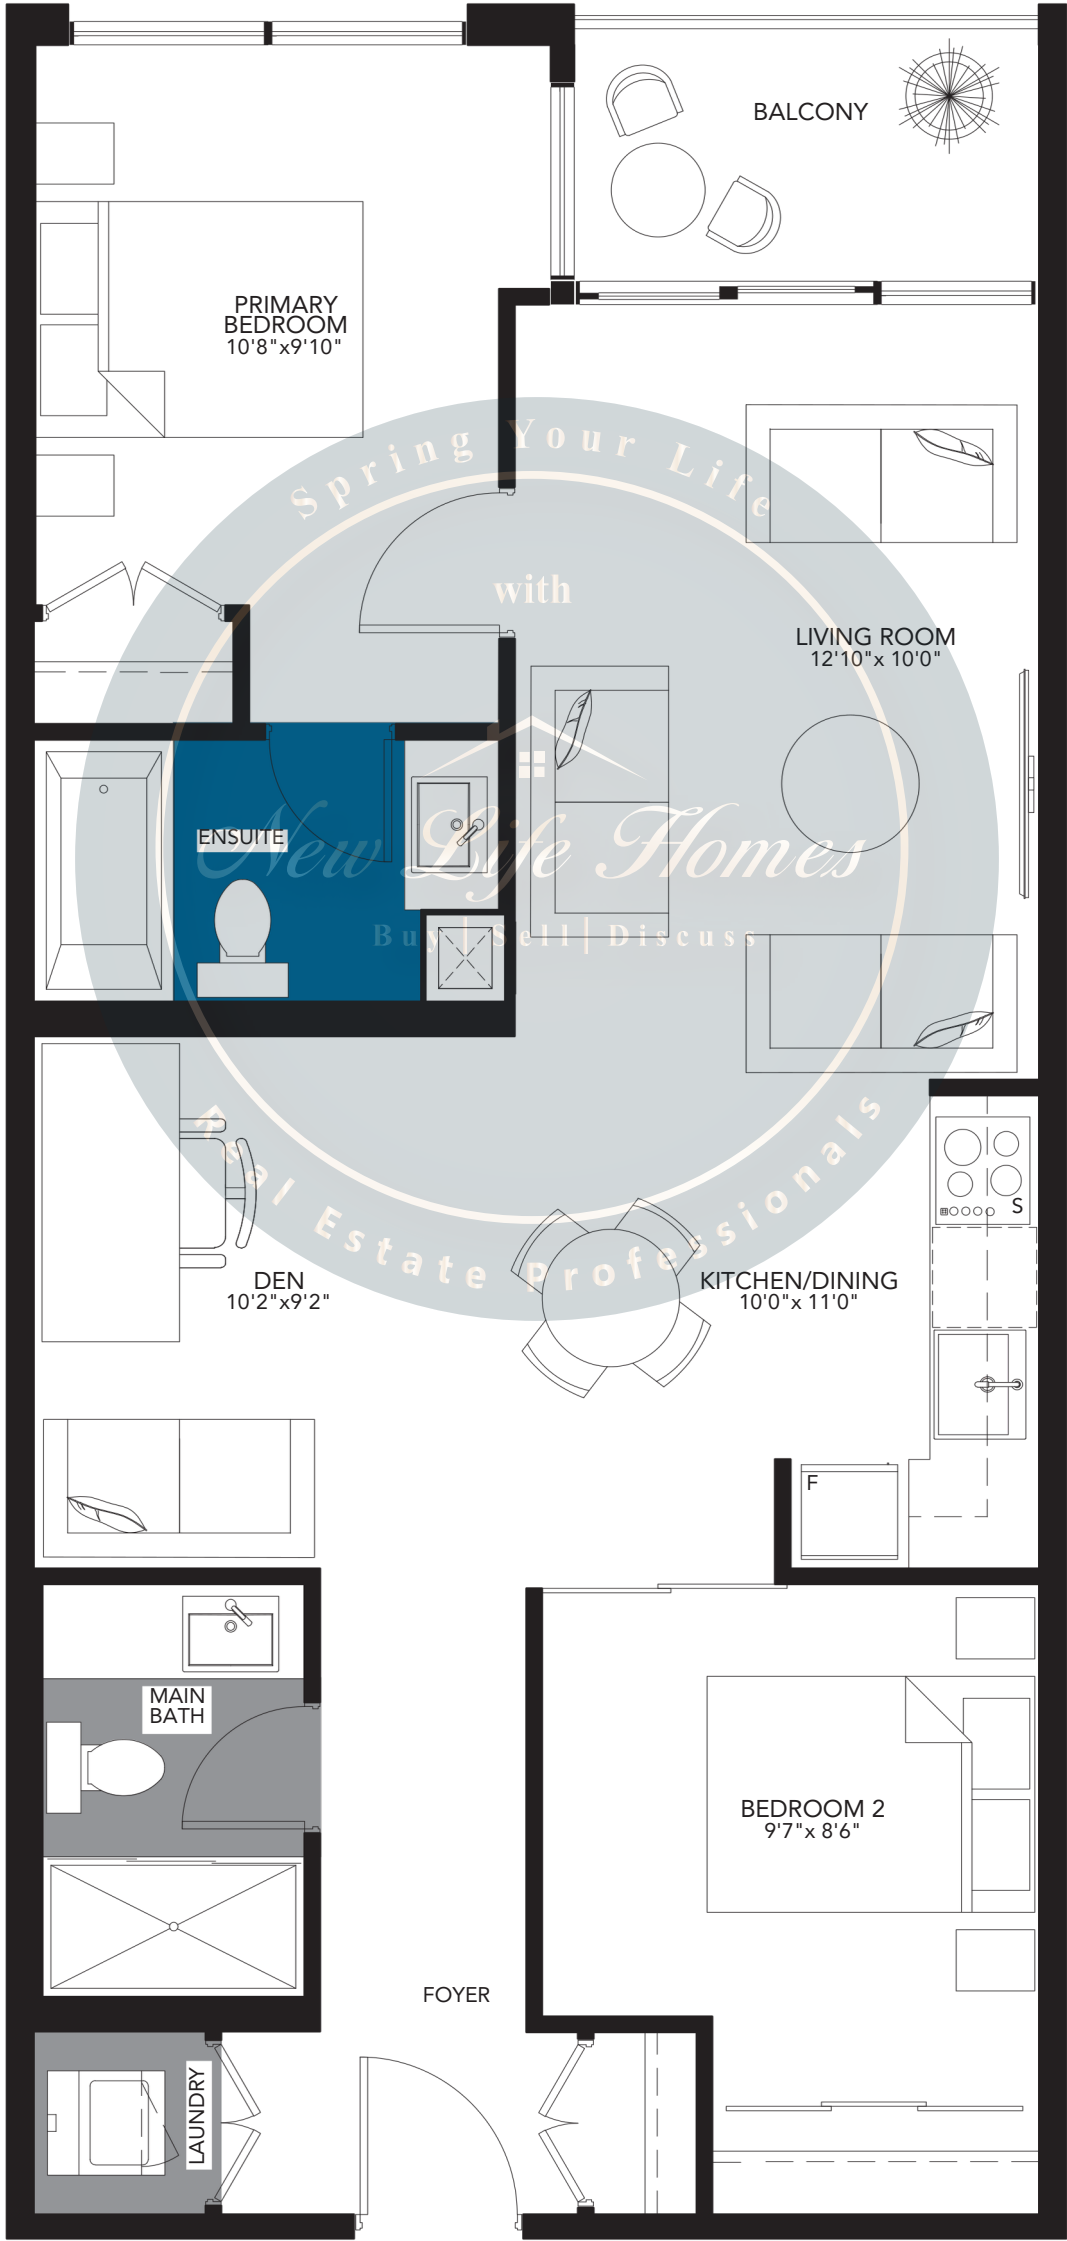 BALCONY
PRIMARY
BEDROOM
10'8"x9'10"
Spring Your Life
with
LIVING ROOM
12'10"x 10'0"
ENSUITE
New Life Homes
Buy | Sell | Discuss
Real Estate Professionals
S
DEN
10'2"x9'2"
KITCHEN/DINING
10'0"x 11'0"
F
MAIN
BATH
BEDROOM 2
9'7"x 8'6"
FOYER
LAUNDRY